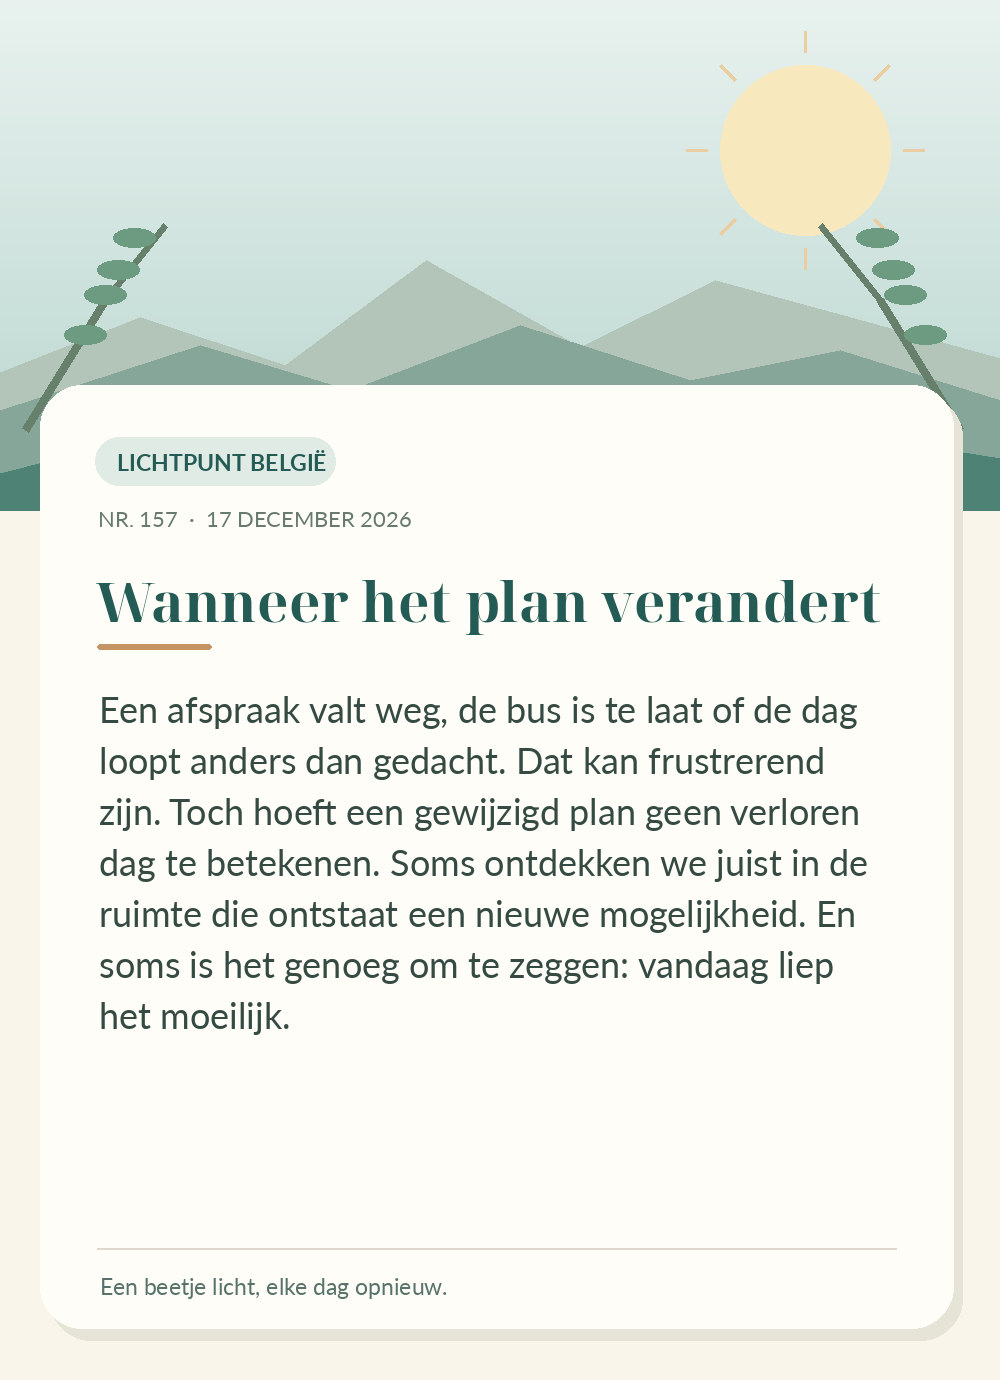 LICHTPUNT BELGIË
NR. 157 · 17 DECEMBER 2026
Wanneer het plan verandert
Een afspraak valt weg, de bus is te laat of de dag
loopt anders dan gedacht. Dat kan frustrerend
zijn. Toch hoeft een gewijzigd plan geen verloren
dag te betekenen. Soms ontdekken we juist in de
ruimte die ontstaat een nieuwe mogelijkheid. En
soms is het genoeg om te zeggen: vandaag liep
het moeilijk.
Een beetje licht, elke dag opnieuw.